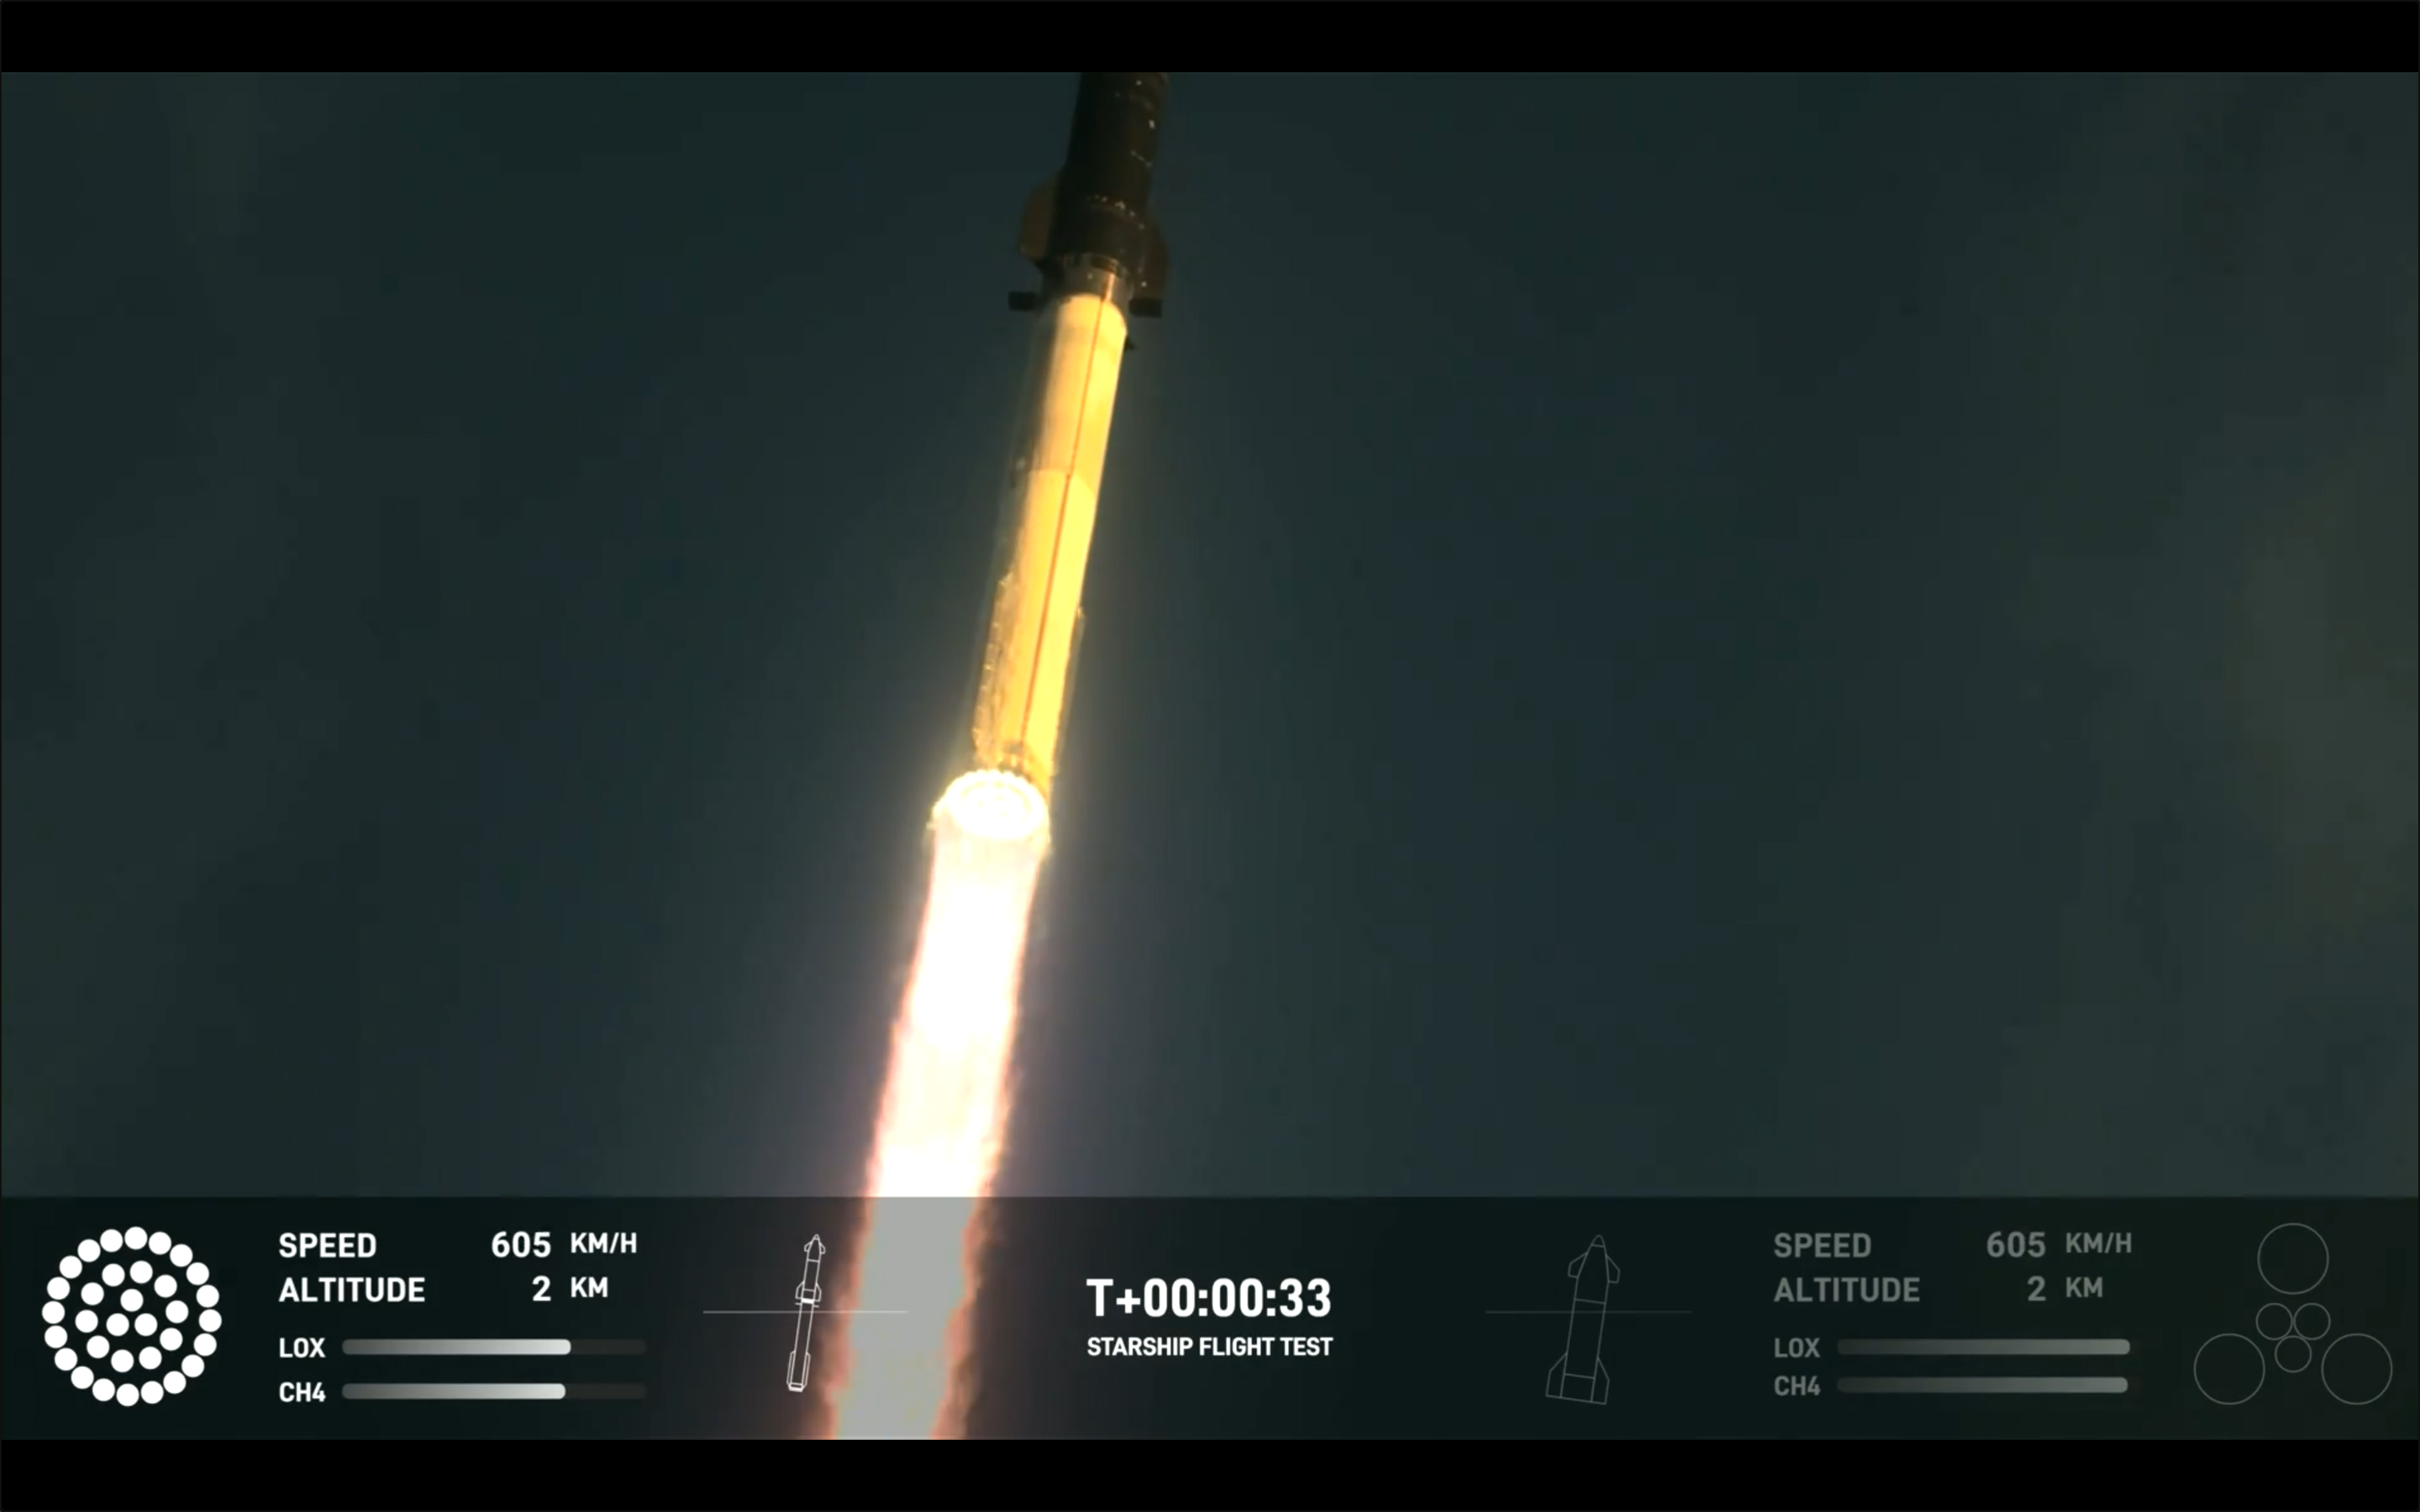 SPEED 605 KM/H
ALTITUDE 2 KM
LOX
CH4
T+00:00:33
STARSHIP FLIGHT TEST
SPEED 605 KM/H
ALTITUDE 2 KM
LOX
CH4